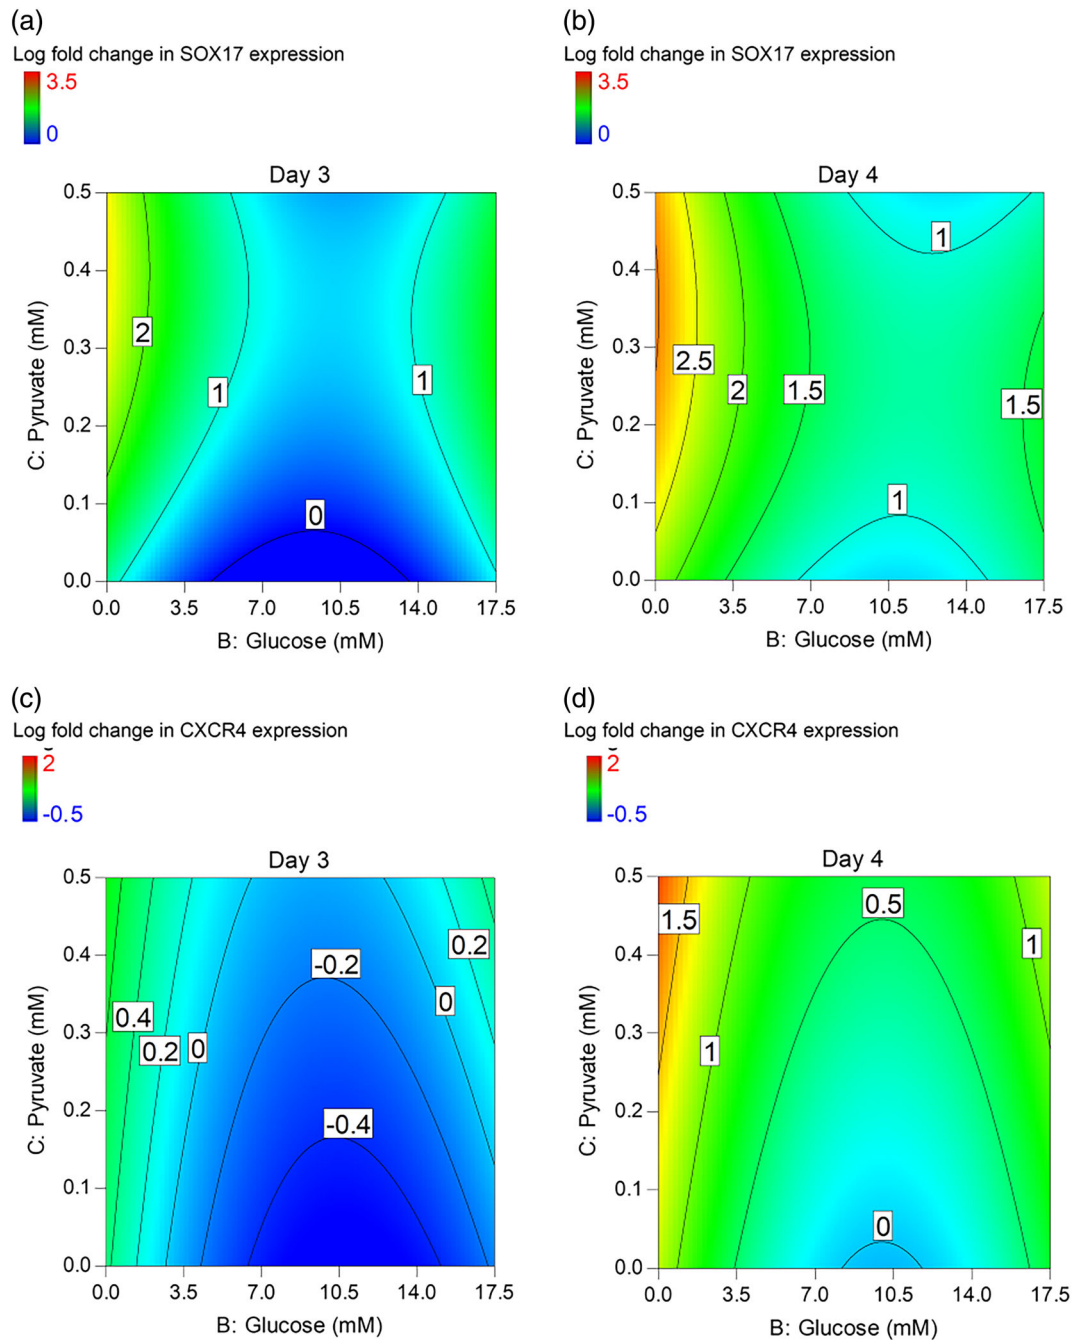 (a)
Log fold change in SOX17 expression
3.5
0
Day 3
0.5
0.4
0.3
0.2
0.1
0.0
C: Pyruvate (mM)
2
1
1
0
0.0 3.5 7.0 10.5 14.0 17.5
B: Glucose (mM)
(b)
Log fold change in SOX17 expression
3.5
0
Day 4
0.5
0.4
0.3
0.2
0.1
0.0
C: Pyruvate (mM)
1
2.5
2
1.5
1.5
1
0.0 3.5 7.0 10.5 14.0 17.5
B: Glucose (mM)
(c)
Log fold change in CXCR4 expression
2
-0.5
Day 3
0.5
0.4
0.3
0.2
0.1
0.0
C: Pyruvate (mM)
0.2
-0.2
0
0.4
0.2
0
-0.4
0.0 3.5 7.0 10.5 14.0 17.5
B: Glucose (mM)
(d)
Log fold change in CXCR4 expression
2
-0.5
Day 4
0.5
0.4
0.3
0.2
0.1
0.0
C: Pyruvate (mM)
0.5
1.5
1
1
0
0.0 3.5 7.0 10.5 14.0 17.5
B: Glucose (mM)